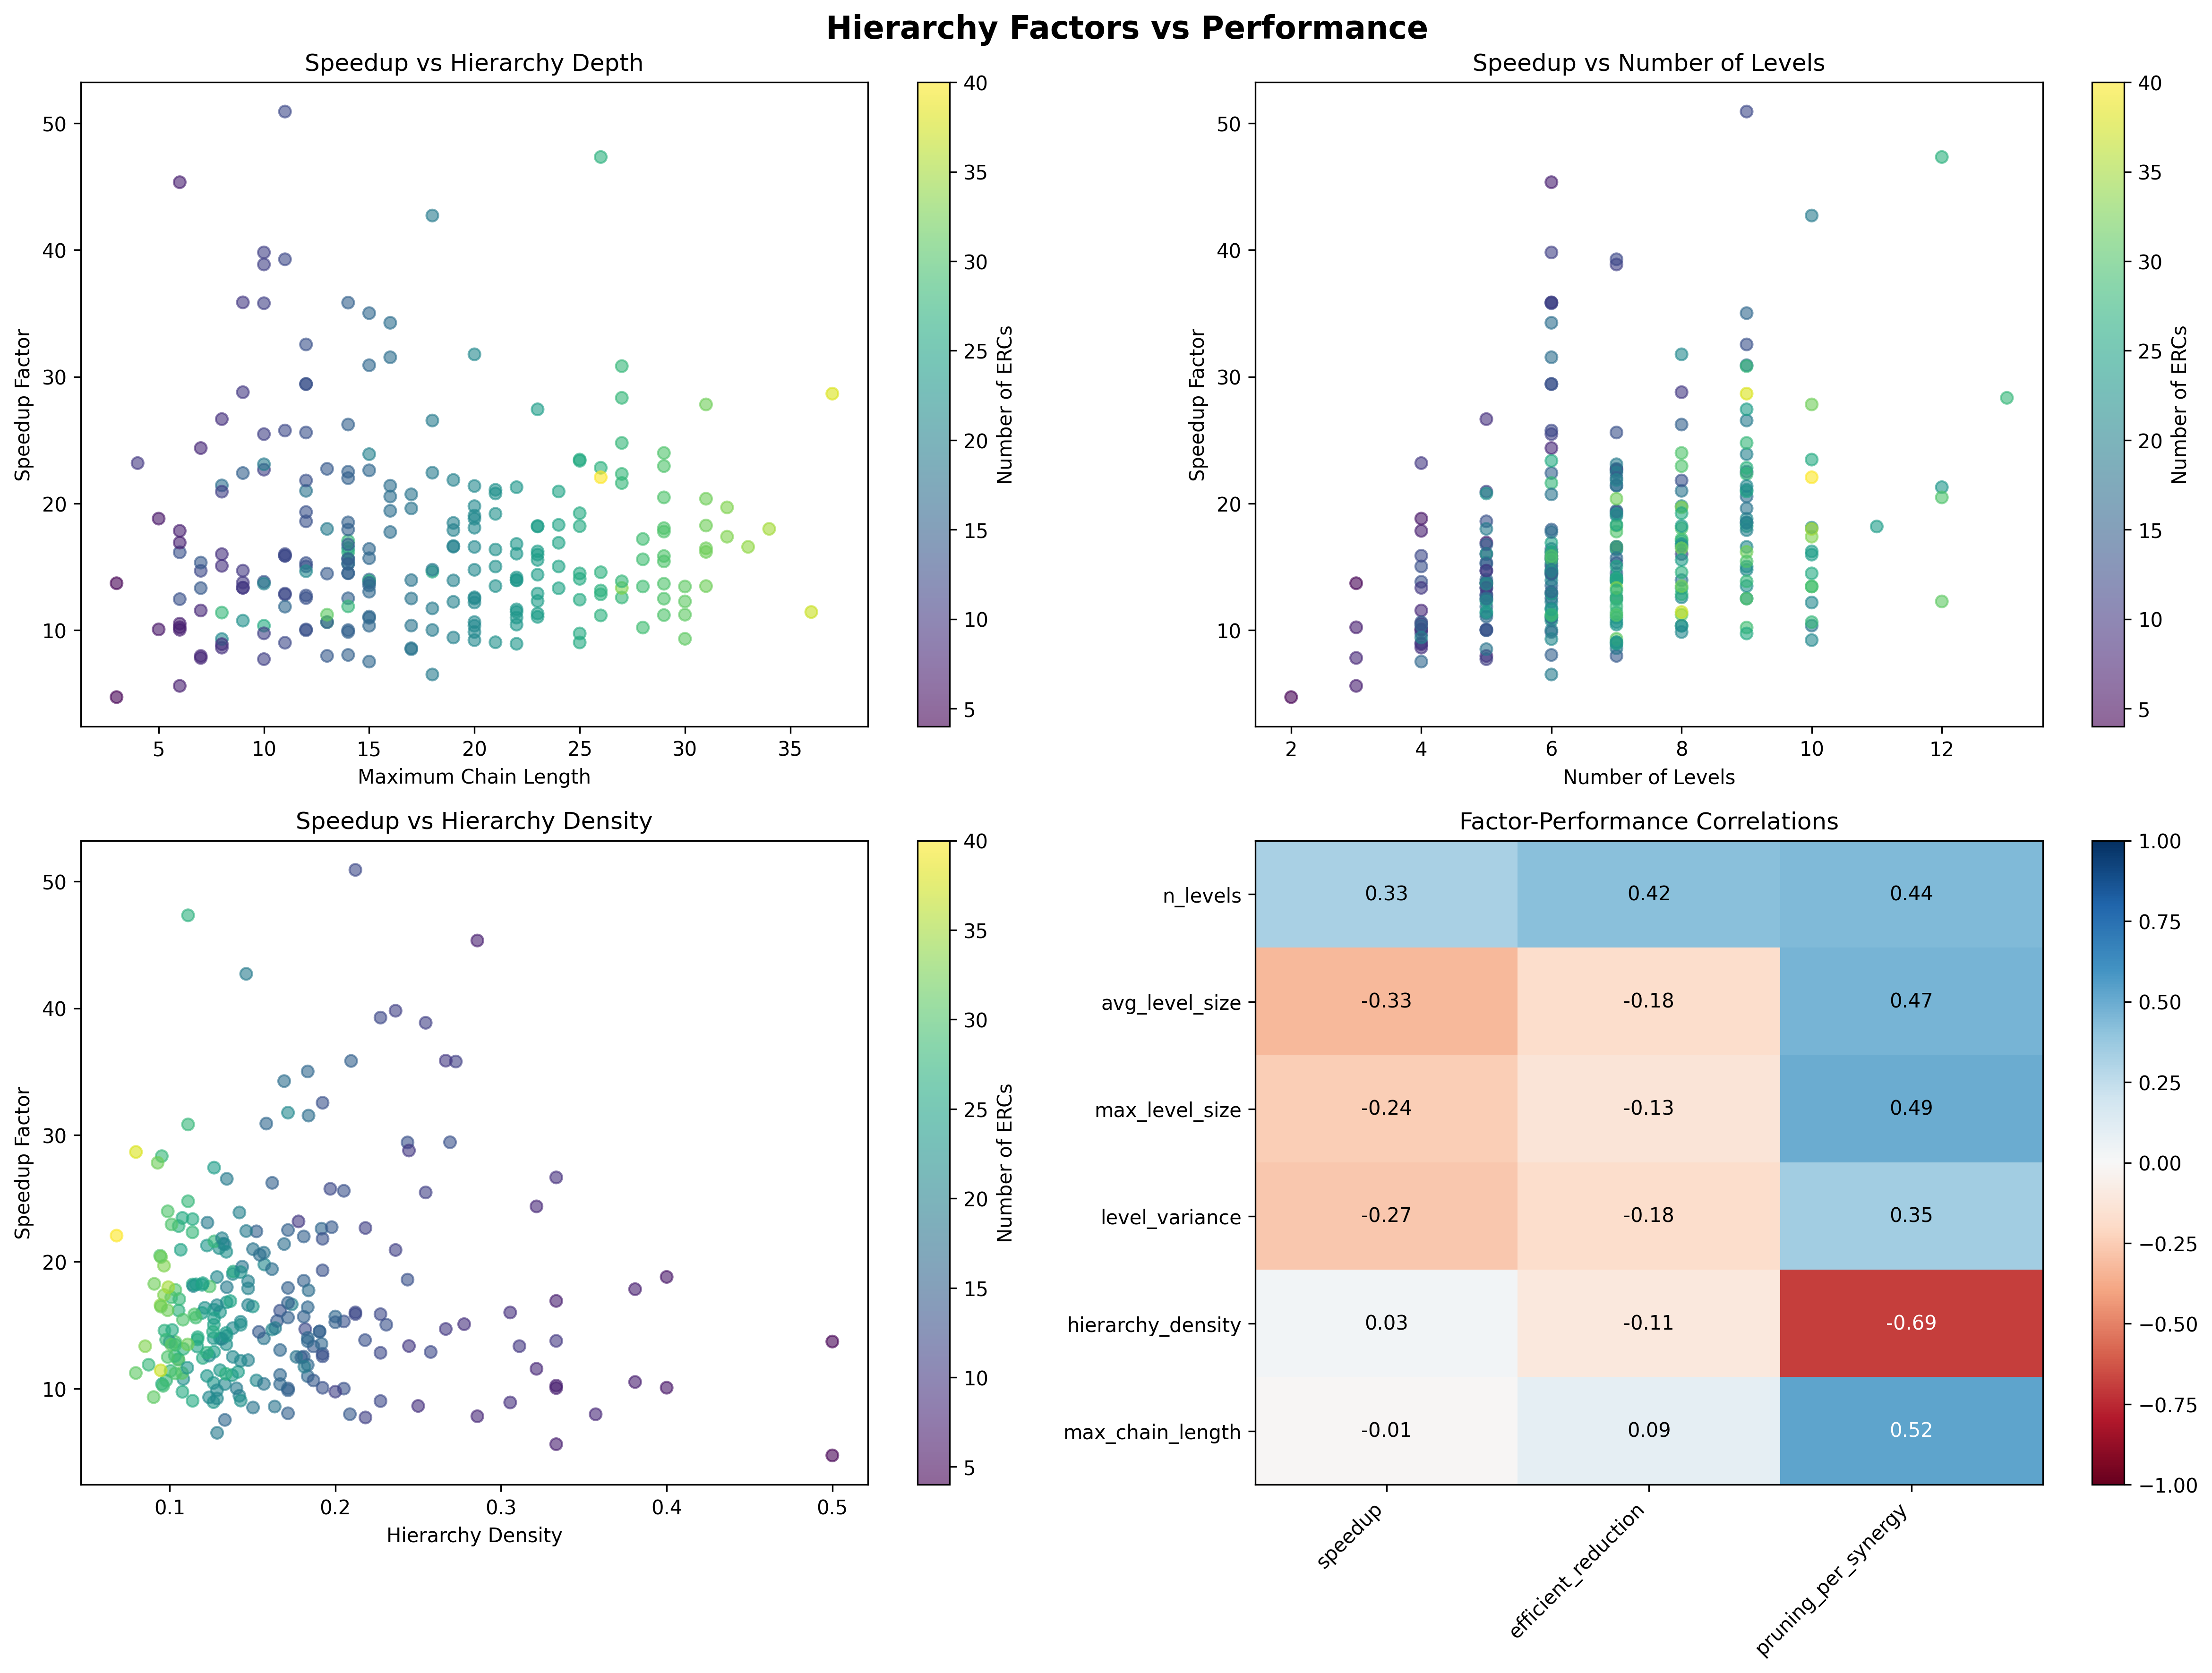 Hierarchy Factors vs Performance
Speedup vs Hierarchy Depth
50
40
30
20
10
Speedup Factor
5 10 15 20 25 30 35
Maximum Chain Length
40
35
30
25
20
15
10
5
Number of ERCs
Speedup vs Number of Levels
50
40
30
20
10
Speedup Factor
2 4 6 8 10 12
Number of Levels
40
35
30
25
20
15
10
5
Number of ERCs
Speedup vs Hierarchy Density
50
40
30
20
10
Speedup Factor
0.1 0.2 0.3 0.4 0.5
Hierarchy Density
40
35
30
25
20
15
10
5
Number of ERCs
Factor-Performance Correlations
n_levels 0.33 0.42 0.44
avg_level_size -0.33 -0.18 0.47
max_level_size -0.24 -0.13 0.49
level_variance -0.27 -0.18 0.35
hierarchy_density 0.03 -0.11 -0.69
max_chain_length -0.01 0.09 0.52
speedup
efficient_reduction
pruning_per_synergy
1.00
0.75
0.50
0.25
0.00
−0.25
−0.50
−0.75
−1.00